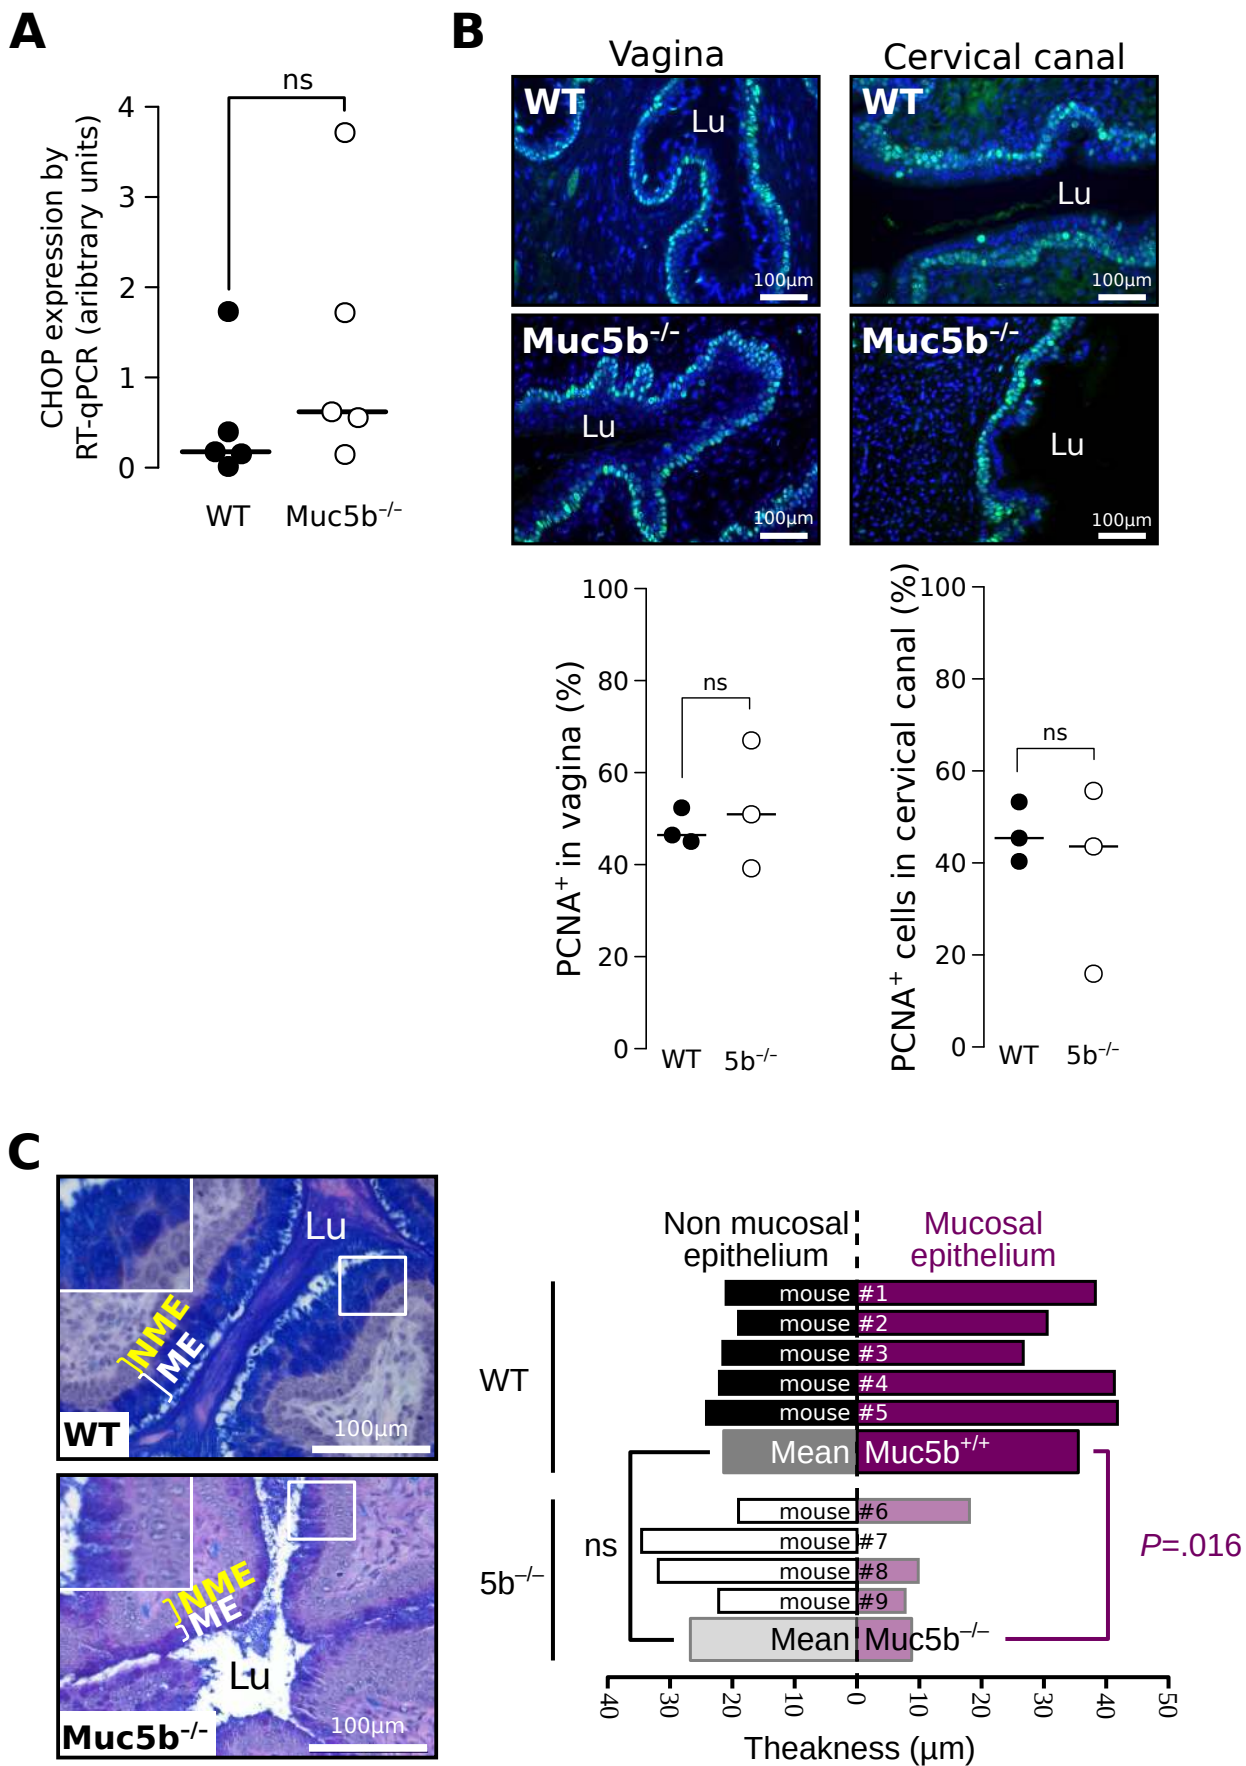 A
ns
CHOP expression by
RT-qPCR (aribtrary units)
4
3
2
1
0
WT
Muc5b–/–
B
Vagina
Cervical canal
WT
Lu
100µm
WT
Lu
100µm
Muc5b–/–
Lu
100µm
Muc5b–/–
Lu
100µm
PCNA+ in vagina (%)
100
80
60
40
20
0
ns
WT
5b–/–
PCNA+ cells in cervical canal (%)
100
80
60
40
20
0
ns
WT
5b–/–
C
Lu
NME
ME
WT
100µm
NME
ME
Lu
Muc5b–/–
100µm
Non mucosal
epithelium
Mucosal
epithelium
WT
mouse #1
mouse #2
mouse #3
mouse #4
mouse #5
Mean Muc5b+/+
ns
P=.016
5b–/–
mouse #6
mouse #7
mouse #8
mouse #9
Mean Muc5b–/–
40 30 20 10 0 10 20 30 40 50
Theakness (µm)